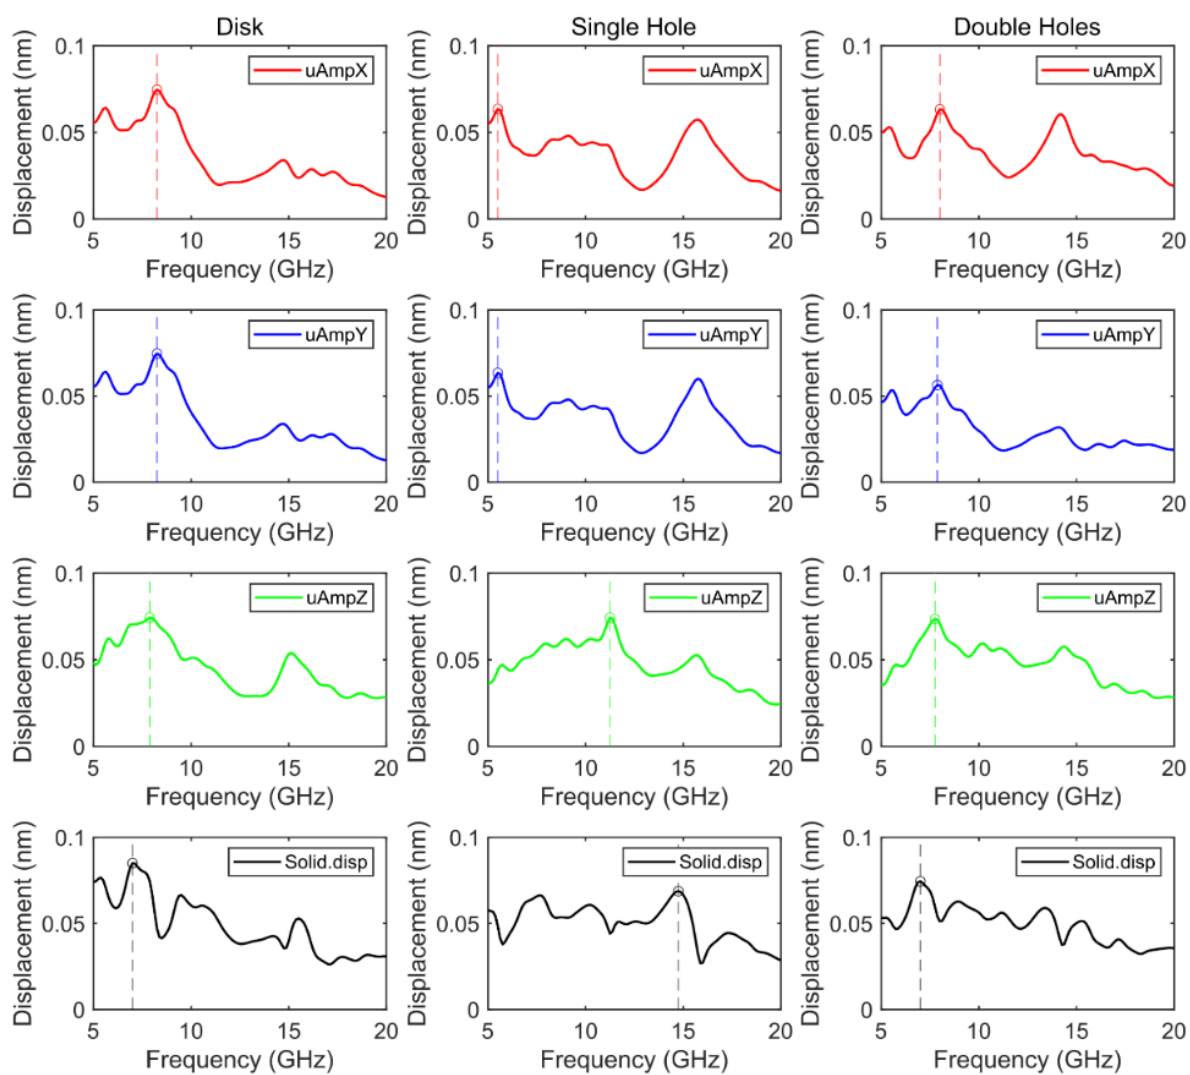 Disk
Single Hole
Double Holes
0.1
0.05
0
Displacement (nm)
uAmpX
5 10 15 20
Frequency (GHz)
0.1
0.05
0
Displacement (nm)
uAmpX
5 10 15 20
Frequency (GHz)
0.1
0.05
0
Displacement (nm)
uAmpX
5 10 15 20
Frequency (GHz)
0.1
0.05
0
Displacement (nm)
uAmpY
5 10 15 20
Frequency (GHz)
0.1
0.05
0
Displacement (nm)
uAmpY
5 10 15 20
Frequency (GHz)
0.1
0.05
0
Displacement (nm)
uAmpY
5 10 15 20
Frequency (GHz)
0.1
0.05
0
Displacement (nm)
uAmpZ
5 10 15 20
Frequency (GHz)
0.1
0.05
0
Displacement (nm)
uAmpZ
5 10 15 20
Frequency (GHz)
0.1
0.05
0
Displacement (nm)
uAmpZ
5 10 15 20
Frequency (GHz)
0.1
0.05
0
Displacement (nm)
Solid.disp
5 10 15 20
Frequency (GHz)
0.1
0.05
0
Displacement (nm)
Solid.disp
5 10 15 20
Frequency (GHz)
0.1
0.05
0
Displacement (nm)
Solid.disp
5 10 15 20
Frequency (GHz)